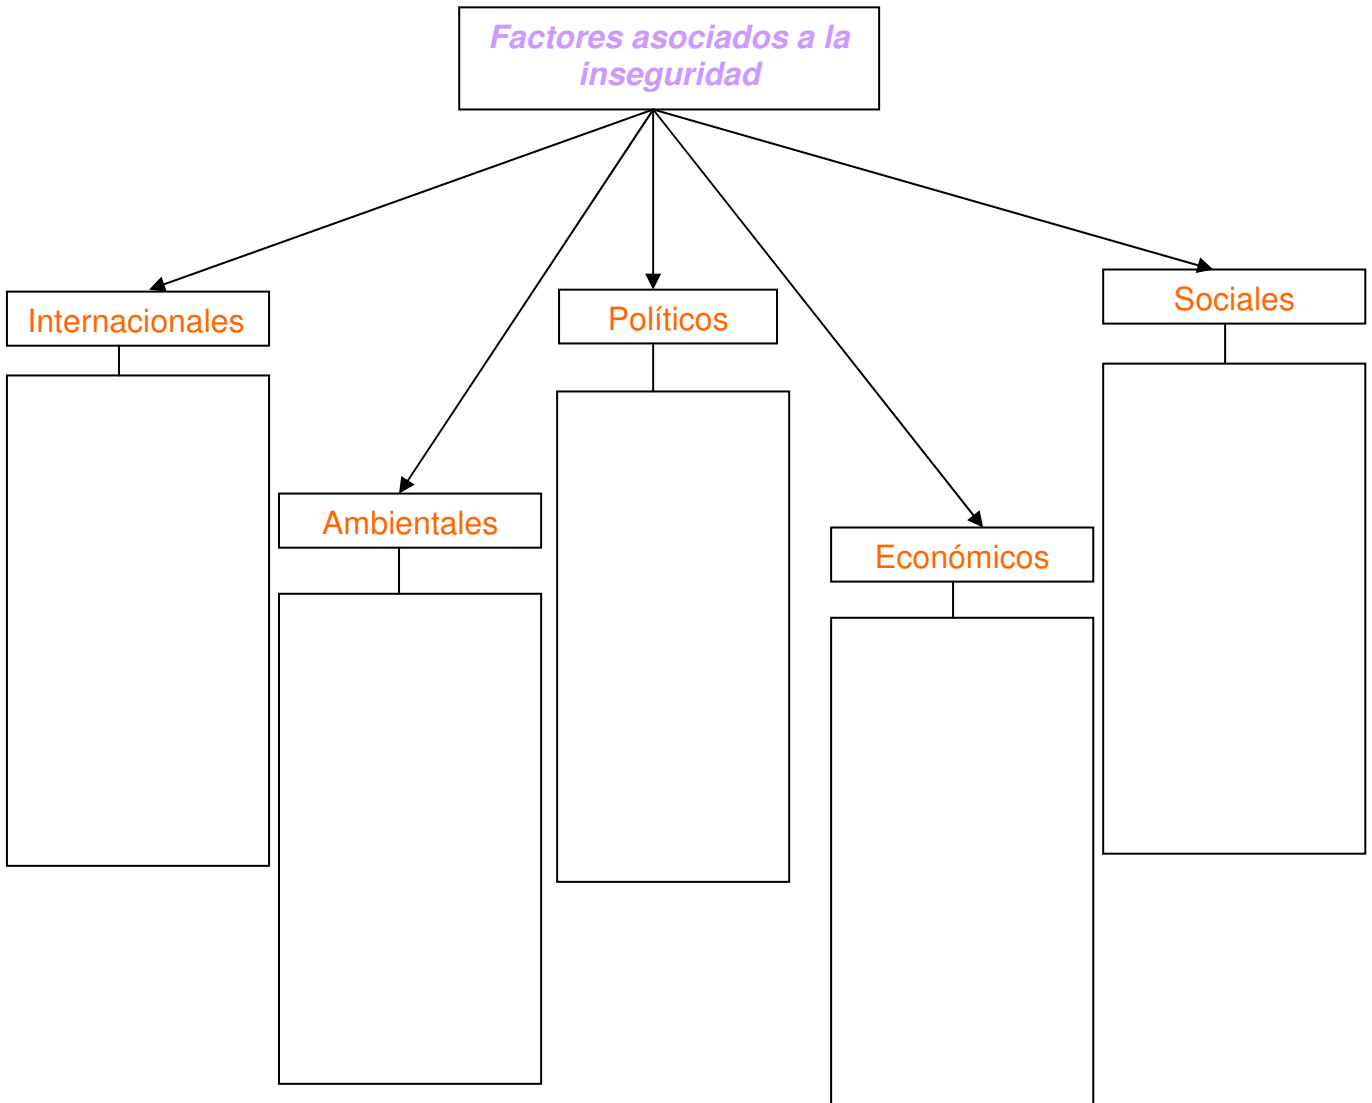 Factores asociados a la
inseguridad
Internacionales
Políticos
Sociales
Ambientales
Económicos